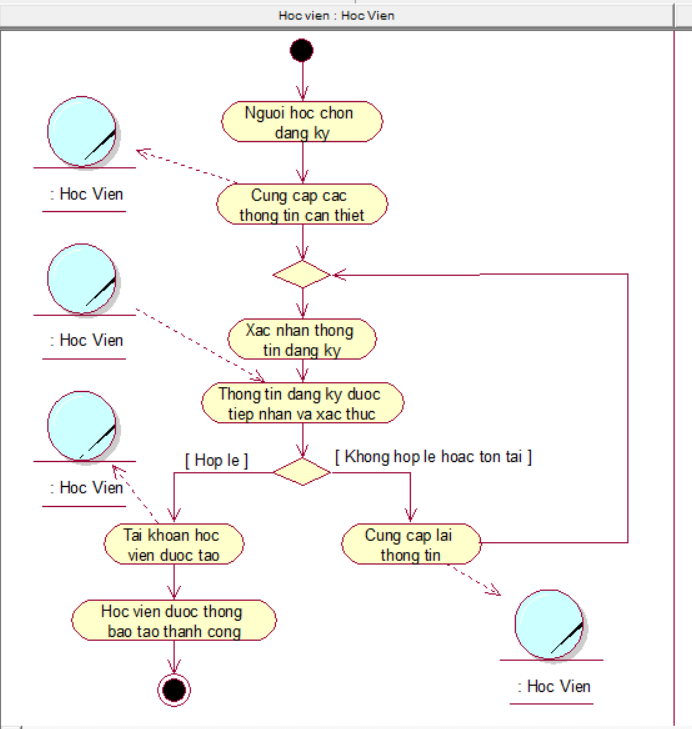 Hoc vien : Hoc Vien
Nguoi hoc chon
dang ky
: Hoc Vien
Cung cap cac
thong tin can thiet
Xac nhan thong
tin dang ky
: Hoc Vien
Thong tin dang ky duoc
tiep nhan va xac thuc
[ Hop le ]
[ Khong hop le hoac ton tai ]
: Hoc Vien
Tai khoan hoc
vien duoc tao
Cung cap lai
thong tin
Hoc vien duoc thong
bao tao thanh cong
: Hoc Vien